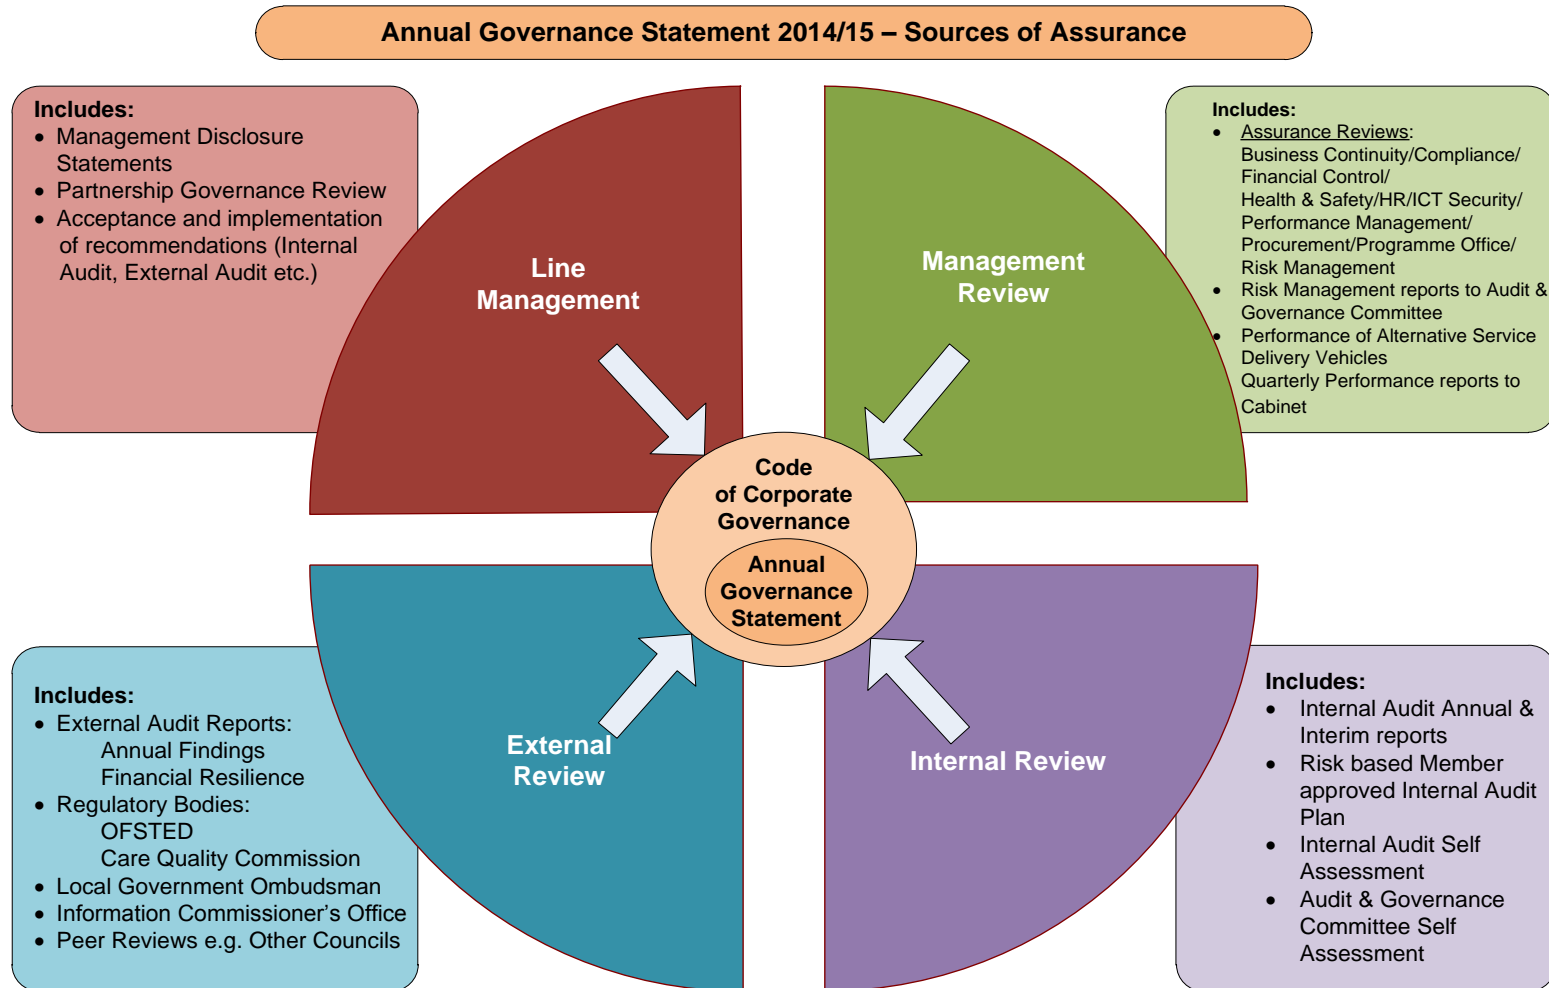 Annual Governance Statement 2014/15 – Sources of Assurance
Includes:
• Management Disclosure
Statements
• Partnership Governance Review
• Acceptance and implementation
of recommendations (Internal
Audit, External Audit etc.)
Line
Management
Management
Review
Includes:
• Assurance Reviews:
Business Continuity/Compliance/
Financial Control/
Health & Safety/HR/ICT Security/
Performance Management/
Procurement/Programme Office/
Risk Management
• Risk Management reports to Audit &
Governance Committee
• Performance of Alternative Service
Delivery Vehicles
Quarterly Performance reports to
Cabinet
Code
of Corporate
Governance
Annual
Governance
Statement
Includes:
• External Audit Reports:
Annual Findings
Financial Resilience
• Regulatory Bodies:
OFSTED
Care Quality Commission
• Local Government Ombudsman
• Information Commissioner's Office
• Peer Reviews e.g. Other Councils
External
Review
Internal Review
Includes:
• Internal Audit Annual &
Interim reports
• Risk based Member
approved Internal Audit
Plan
• Internal Audit Self
Assessment
• Audit & Governance
Committee Self
Assessment